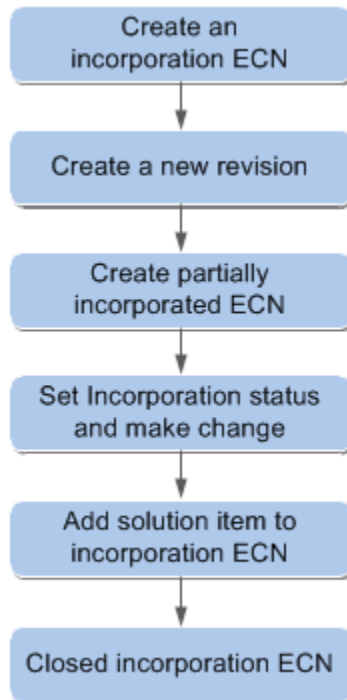 Create an
incorporation ECN
Create a new revision
Create partially
incorporated ECN
Set Incorporation status
and make change
Add solution item to
incorporation ECN
Closed incorporation ECN